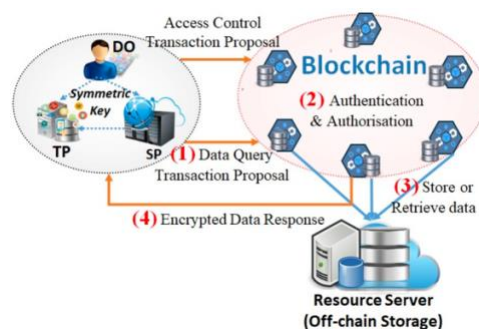 Access Control
Transaction Proposal
DO
Symmetric
Key
TP
SP
Blockchain
(2) Authentication
& Authorisation
(1) Data Query
Transaction Proposal
(3) Store or
Retrieve data
(4) Encrypted Data Response
Resource Server
(Off-chain Storage)